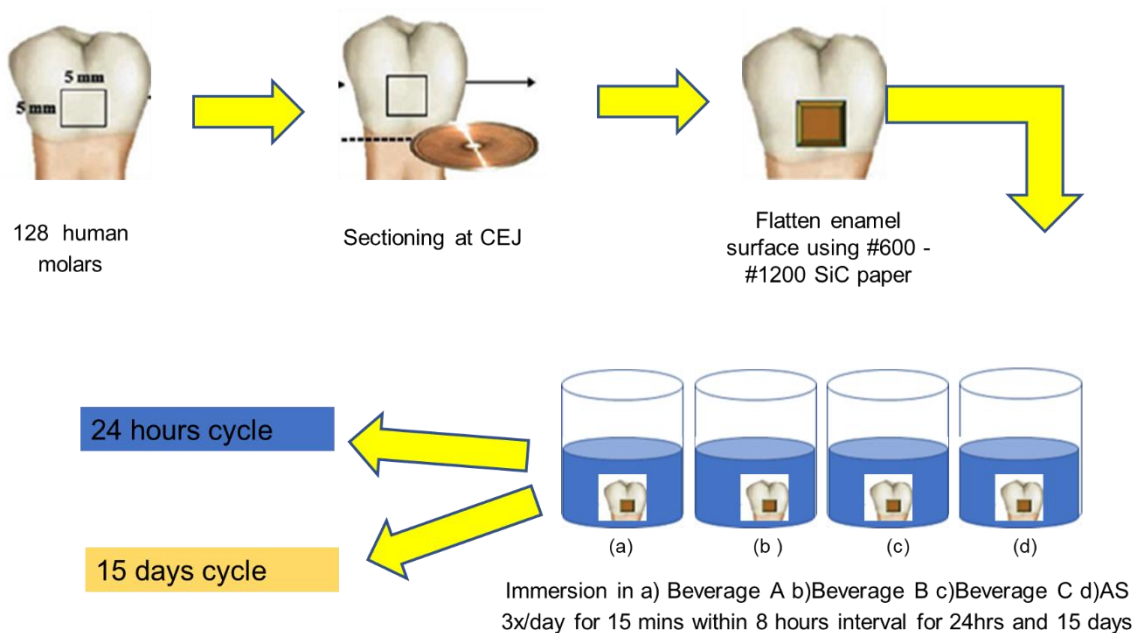 5 mm
5 mm
128 human
molars
Sectioning at CEJ
Flatten enamel
surface using #600 -
#1200 SiC paper
24 hours cycle
15 days cycle
(a)
(b )
(c)
(d)
Immersion in a) Beverage A b)Beverage B c)Beverage C d)AS
3x/day for 15 mins within 8 hours interval for 24hrs and 15 days